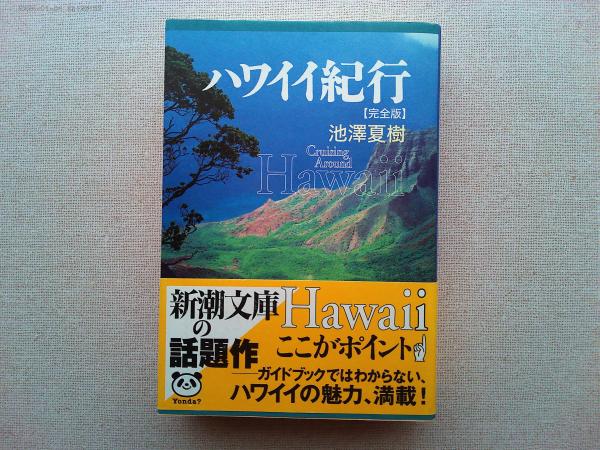 ハワイイ紀行
【完全版】
池澤夏樹
Cruising
Around
Hawaii
新潮文庫
の
話題作
Yonda?
Hawaii
ここがポイント
ガイドブックではわからない、
ハワイイの魅力、満載!